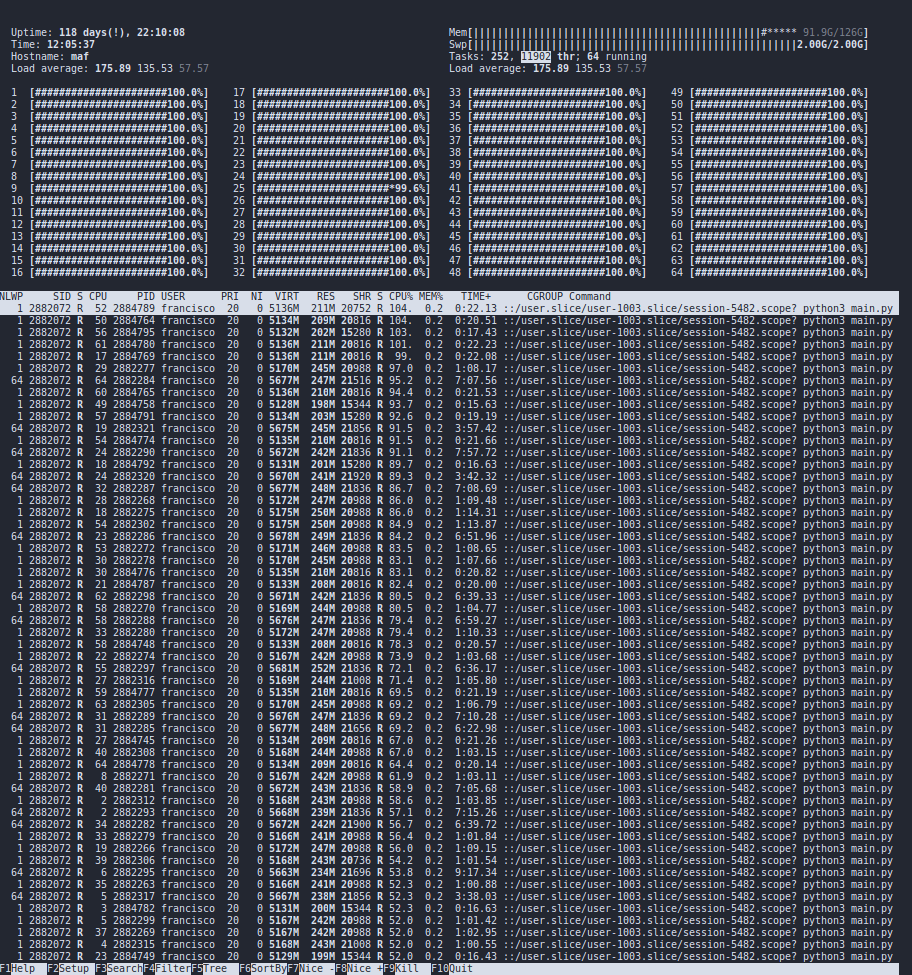 Uptime: 118 days(!), 22:10:08 Mem[||||||||||||||||||||||||||||||||||||||||||||||||#***** 91.9G/126G]
Time: 12:05:37 Swp[||||||||||||||||||||||||||||||||||||||||||||||||||||||2.00G/2.00G]
Hostname: maf Tasks: 252, 11902 thr; 64 running
Load average: 175.89 135.53 57.57 Load average: 175.89 135.53 57.57
1 [######################100.0%] 17 [######################100.0%] 33 [######################100.0%] 49 [######################100.0%]
2 [######################100.0%] 18 [######################100.0%] 34 [######################100.0%] 50 [######################100.0%]
3 [######################100.0%] 19 [######################100.0%] 35 [######################100.0%] 51 [######################100.0%]
4 [######################100.0%] 20 [######################100.0%] 36 [######################100.0%] 52 [######################100.0%]
5 [######################100.0%] 21 [######################100.0%] 37 [######################100.0%] 53 [######################100.0%]
6 [######################100.0%] 22 [######################100.0%] 38 [######################100.0%] 54 [######################100.0%]
7 [######################100.0%] 23 [######################100.0%] 39 [######################100.0%] 55 [######################100.0%]
8 [######################100.0%] 24 [######################100.0%] 40 [######################100.0%] 56 [######################100.0%]
9 [######################100.0%] 25 [######################*99.6%] 41 [######################100.0%] 57 [######################100.0%]
10 [######################100.0%] 26 [######################100.0%] 42 [######################100.0%] 58 [######################100.0%]
11 [######################100.0%] 27 [######################100.0%] 43 [######################100.0%] 59 [######################100.0%]
12 [######################100.0%] 28 [######################100.0%] 44 [######################100.0%] 60 [######################100.0%]
13 [######################100.0%] 29 [######################100.0%] 45 [######################100.0%] 61 [######################100.0%]
14 [######################100.0%] 30 [######################100.0%] 46 [######################100.0%] 62 [######################100.0%]
15 [######################100.0%] 31 [######################100.0%] 47 [######################100.0%] 63 [######################100.0%]
16 [######################100.0%] 32 [######################100.0%] 48 [######################100.0%] 64 [######################100.0%]
NLWP SID S CPU PID USER PRI NI VIRT RES SHR S CPU% MEM% TIME+ CGROUP Command
1 2882072 R 52 2884789 francisco 20 0 5136M 211M 20752 R 104. 0.2 0:22.13 ::/user.slice/user-1003.slice/session-5482.scope? python3 main.py
1 2882072 R 50 2884764 francisco 20 0 5134M 209M 20816 R 104. 0.2 0:20.51 ::/user.slice/user-1003.slice/session-5482.scope? python3 main.py
1 2882072 R 56 2884795 francisco 20 0 5132M 202M 15280 R 103. 0.2 0:17.43 ::/user.slice/user-1003.slice/session-5482.scope? python3 main.py
1 2882072 R 61 2884780 francisco 20 0 5136M 211M 20816 R 101. 0.2 0:22.23 ::/user.slice/user-1003.slice/session-5482.scope? python3 main.py
1 2882072 R 17 2884769 francisco 20 0 5136M 211M 20816 R 99. 0.2 0:22.08 ::/user.slice/user-1003.slice/session-5482.scope? python3 main.py
1 2882072 R 29 2882277 francisco 20 0 5170M 245M 20988 R 97.0 0.2 1:08.17 ::/user.slice/user-1003.slice/session-5482.scope? python3 main.py
64 2882072 R 64 2882284 francisco 20 0 5677M 247M 21516 R 95.2 0.2 7:07.56 ::/user.slice/user-1003.slice/session-5482.scope? python3 main.py
1 2882072 R 60 2884765 francisco 20 0 5136M 210M 20816 R 94.4 0.2 0:21.53 ::/user.slice/user-1003.slice/session-5482.scope? python3 main.py
1 2882072 R 49 2884758 francisco 20 0 5128M 198M 15344 R 93.7 0.2 0:15.63 ::/user.slice/user-1003.slice/session-5482.scope? python3 main.py
1 2882072 R 57 2884791 francisco 20 0 5134M 203M 15280 R 92.6 0.2 0:19.19 ::/user.slice/user-1003.slice/session-5482.scope? python3 main.py
64 2882072 R 19 2882321 francisco 20 0 5675M 245M 21856 R 91.5 0.2 3:57.42 ::/user.slice/user-1003.slice/session-5482.scope? python3 main.py
1 2882072 R 54 2884774 francisco 20 0 5135M 210M 20816 R 91.5 0.2 0:21.66 ::/user.slice/user-1003.slice/session-5482.scope? python3 main.py
64 2882072 R 24 2882290 francisco 20 0 5672M 242M 21836 R 91.1 0.2 7:57.72 ::/user.slice/user-1003.slice/session-5482.scope? python3 main.py
1 2882072 R 18 2884792 francisco 20 0 5131M 201M 15280 R 89.7 0.2 0:16.63 ::/user.slice/user-1003.slice/session-5482.scope? python3 main.py
64 2882072 R 24 2882320 francisco 20 0 5670M 241M 21920 R 89.3 0.2 3:42.32 ::/user.slice/user-1003.slice/session-5482.scope? python3 main.py
64 2882072 R 32 2882287 francisco 20 0 5677M 248M 21836 R 86.7 0.2 7:08.69 ::/user.slice/user-1003.slice/session-5482.scope? python3 main.py
1 2882072 R 28 2882268 francisco 20 0 5172M 247M 20988 R 86.0 0.2 1:09.48 ::/user.slice/user-1003.slice/session-5482.scope? python3 main.py
1 2882072 R 18 2882275 francisco 20 0 5175M 250M 20988 R 86.0 0.2 1:14.31 ::/user.slice/user-1003.slice/session-5482.scope? python3 main.py
1 2882072 R 54 2882302 francisco 20 0 5175M 250M 20988 R 84.9 0.2 1:13.87 ::/user.slice/user-1003.slice/session-5482.scope? python3 main.py
64 2882072 R 23 2882286 francisco 20 0 5678M 249M 21836 R 84.2 0.2 6:51.96 ::/user.slice/user-1003.slice/session-5482.scope? python3 main.py
1 2882072 R 53 2882272 francisco 20 0 5171M 246M 20988 R 83.5 0.2 1:08.65 ::/user.slice/user-1003.slice/session-5482.scope? python3 main.py
1 2882072 R 30 2882278 francisco 20 0 5170M 245M 20988 R 83.1 0.2 1:07.66 ::/user.slice/user-1003.slice/session-5482.scope? python3 main.py
1 2882072 R 30 2884776 francisco 20 0 5135M 210M 20816 R 83.1 0.2 0:20.82 ::/user.slice/user-1003.slice/session-5482.scope? python3 main.py
1 2882072 R 21 2884787 francisco 20 0 5133M 208M 20816 R 82.4 0.2 0:20.00 ::/user.slice/user-1003.slice/session-5482.scope? python3 main.py
64 2882072 R 62 2882298 francisco 20 0 5671M 242M 21836 R 80.5 0.2 6:39.33 ::/user.slice/user-1003.slice/session-5482.scope? python3 main.py
1 2882072 R 58 2882270 francisco 20 0 5169M 244M 20988 R 80.5 0.2 1:04.77 ::/user.slice/user-1003.slice/session-5482.scope? python3 main.py
64 2882072 R 58 2882288 francisco 20 0 5676M 247M 21836 R 79.4 0.2 6:59.27 ::/user.slice/user-1003.slice/session-5482.scope? python3 main.py
1 2882072 R 33 2882280 francisco 20 0 5172M 247M 20988 R 79.4 0.2 1:10.33 ::/user.slice/user-1003.slice/session-5482.scope? python3 main.py
1 2882072 R 58 2884748 francisco 20 0 5133M 208M 20816 R 78.3 0.2 0:20.57 ::/user.slice/user-1003.slice/session-5482.scope? python3 main.py
1 2882072 R 22 2882274 francisco 20 0 5167M 242M 20988 R 73.9 0.2 1:03.68 ::/user.slice/user-1003.slice/session-5482.scope? python3 main.py
64 2882072 R 55 2882297 francisco 20 0 5681M 252M 21836 R 72.1 0.2 6:36.17 ::/user.slice/user-1003.slice/session-5482.scope? python3 main.py
1 2882072 R 27 2882316 francisco 20 0 5169M 244M 21008 R 71.4 0.2 1:05.80 ::/user.slice/user-1003.slice/session-5482.scope? python3 main.py
1 2882072 R 59 2884777 francisco 20 0 5135M 210M 20816 R 69.5 0.2 0:21.19 ::/user.slice/user-1003.slice/session-5482.scope? python3 main.py
1 2882072 R 63 2882305 francisco 20 0 5170M 245M 20988 R 69.2 0.2 1:06.79 ::/user.slice/user-1003.slice/session-5482.scope? python3 main.py
64 2882072 R 31 2882289 francisco 20 0 5676M 247M 21836 R 69.2 0.2 7:10.28 ::/user.slice/user-1003.slice/session-5482.scope? python3 main.py
64 2882072 R 31 2882285 francisco 20 0 5677M 248M 21656 R 69.2 0.2 6:22.98 ::/user.slice/user-1003.slice/session-5482.scope? python3 main.py
1 2882072 R 27 2884745 francisco 20 0 5134M 209M 20816 R 67.0 0.2 0:21.26 ::/user.slice/user-1003.slice/session-5482.scope? python3 main.py
1 2882072 R 40 2882308 francisco 20 0 5168M 244M 20988 R 67.0 0.2 1:03.15 ::/user.slice/user-1003.slice/session-5482.scope? python3 main.py
1 2882072 R 64 2884778 francisco 20 0 5134M 209M 20816 R 64.4 0.2 0:20.14 ::/user.slice/user-1003.slice/session-5482.scope? python3 main.py
1 2882072 R 8 2882271 francisco 20 0 5167M 242M 20988 R 61.9 0.2 1:03.11 ::/user.slice/user-1003.slice/session-5482.scope? python3 main.py
64 2882072 R 40 2882281 francisco 20 0 5672M 243M 21836 R 58.9 0.2 7:05.68 ::/user.slice/user-1003.slice/session-5482.scope? python3 main.py
1 2882072 R 2 2882312 francisco 20 0 5168M 243M 20988 R 58.6 0.2 1:03.85 ::/user.slice/user-1003.slice/session-5482.scope? python3 main.py
64 2882072 R 2 2882293 francisco 20 0 5668M 239M 21836 R 57.1 0.2 7:15.26 ::/user.slice/user-1003.slice/session-5482.scope? python3 main.py
64 2882072 R 34 2882282 francisco 20 0 5672M 242M 21900 R 56.7 0.2 6:39.72 ::/user.slice/user-1003.slice/session-5482.scope? python3 main.py
1 2882072 R 33 2882279 francisco 20 0 5166M 241M 20988 R 56.4 0.2 1:01.84 ::/user.slice/user-1003.slice/session-5482.scope? python3 main.py
1 2882072 R 19 2882266 francisco 20 0 5172M 247M 20988 R 56.0 0.2 1:09.15 ::/user.slice/user-1003.slice/session-5482.scope? python3 main.py
1 2882072 R 39 2882306 francisco 20 0 5168M 243M 20736 R 54.2 0.2 1:01.54 ::/user.slice/user-1003.slice/session-5482.scope? python3 main.py
64 2882072 R 6 2882295 francisco 20 0 5663M 234M 21696 R 53.8 0.2 9:17.34 ::/user.slice/user-1003.slice/session-5482.scope? python3 main.py
1 2882072 R 35 2882263 francisco 20 0 5166M 241M 20988 R 52.3 0.2 1:00.88 ::/user.slice/user-1003.slice/session-5482.scope? python3 main.py
64 2882072 R 5 2882317 francisco 20 0 5667M 238M 21856 R 52.3 0.2 3:38.03 ::/user.slice/user-1003.slice/session-5482.scope? python3 main.py
1 2882072 R 3 2884782 francisco 20 0 5131M 200M 15344 R 52.3 0.2 0:16.63 ::/user.slice/user-1003.slice/session-5482.scope? python3 main.py
1 2882072 R 5 2882299 francisco 20 0 5167M 242M 20988 R 52.0 0.2 1:01.42 ::/user.slice/user-1003.slice/session-5482.scope? python3 main.py
1 2882072 R 37 2882269 francisco 20 0 5167M 242M 20988 R 52.0 0.2 1:02.95 ::/user.slice/user-1003.slice/session-5482.scope? python3 main.py
1 2882072 R 4 2882315 francisco 20 0 5168M 243M 21008 R 52.0 0.2 1:00.55 ::/user.slice/user-1003.slice/session-5482.scope? python3 main.py
1 2882072 R 23 2884749 francisco 20 0 5129M 199M 15344 R 52.0 0.2 0:16.43 ::/user.slice/user-1003.slice/session-5482.scope? python3 main.py
F1Help F2Setup F3SearchF4FilterF5Tree F6SortByF7Nice -F8Nice +F9Kill F10Quit